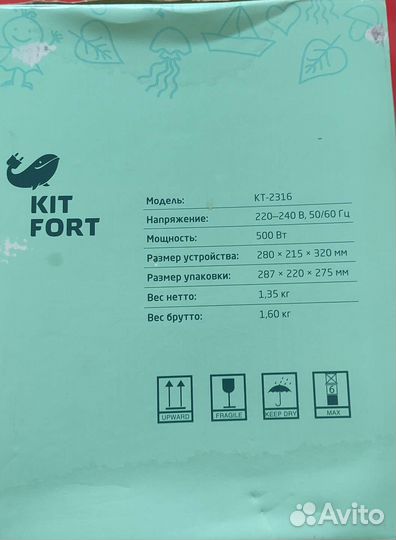 KIT
FORT
Модель: КТ-2316
Напряжение: 220–240 В, 50/60 Гц
Мощность: 500 Вт
Размер устройства: 280 × 215 × 320 мм
Размер упаковки: 287 × 220 × 275 мм
Вес нетто: 1,35 кг
Вес брутто: 1,60 кг
6
UPWARD FRAGILE KEEP DRY MAX
Avito